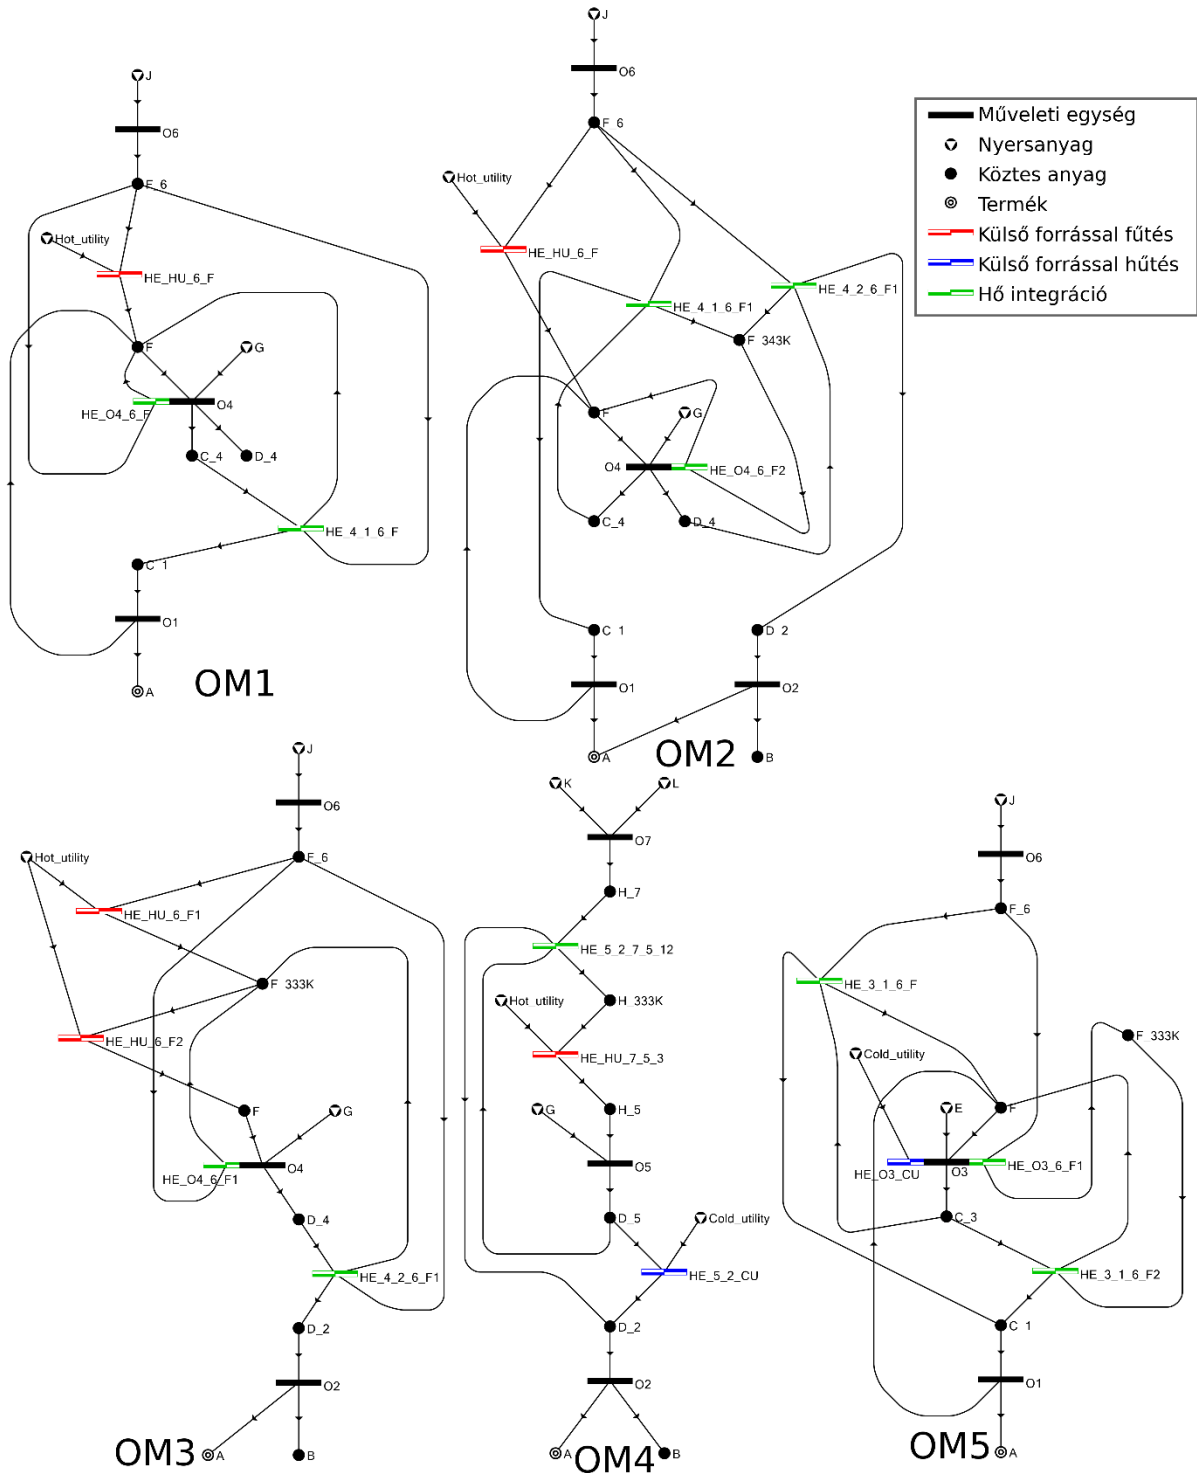 J
O6
F_6
Hot_utility
HE_HU_6_F
F
G
HE_O4_6_F
O4
C_4
D_4
HE_4_1_6_F
C_1
O1
A
OM1
J
O6
F_6
Hot_utility
HE_HU_6_F
HE_4_2_6_F1
HE_4_1_6_F1
F_343K
F
G
O4
HE_O4_6_F2
C_4
D_4
C_1
D_2
O1
O2
A
B
OM2
Műveleti egység
Nyersanyag
Köztes anyag
Termék
Külső forrással fűtés
Külső forrással hűtés
Hő integráció
J
O6
Hot_utility
F_6
HE_HU_6_F1
F_333K
HE_HU_6_F2
F
G
O4
HE_O4_6_F1
D_4
HE_4_2_6_F1
D_2
O2
A
B
OM3
K
L
O7
H_7
HE_5_2_7_5_12
Hot_utility
H_333K
HE_HU_7_5_3
G
H_5
O5
D_5
Cold_utility
HE_5_2_CU
D_2
O2
A
B
OM4
J
O6
F_6
HE_3_1_6_F
F_333K
Cold_utility
E
F
HE_O3_CU
O3
HE_O3_6_F1
C_3
HE_3_1_6_F2
C_1
O1
A
OM5